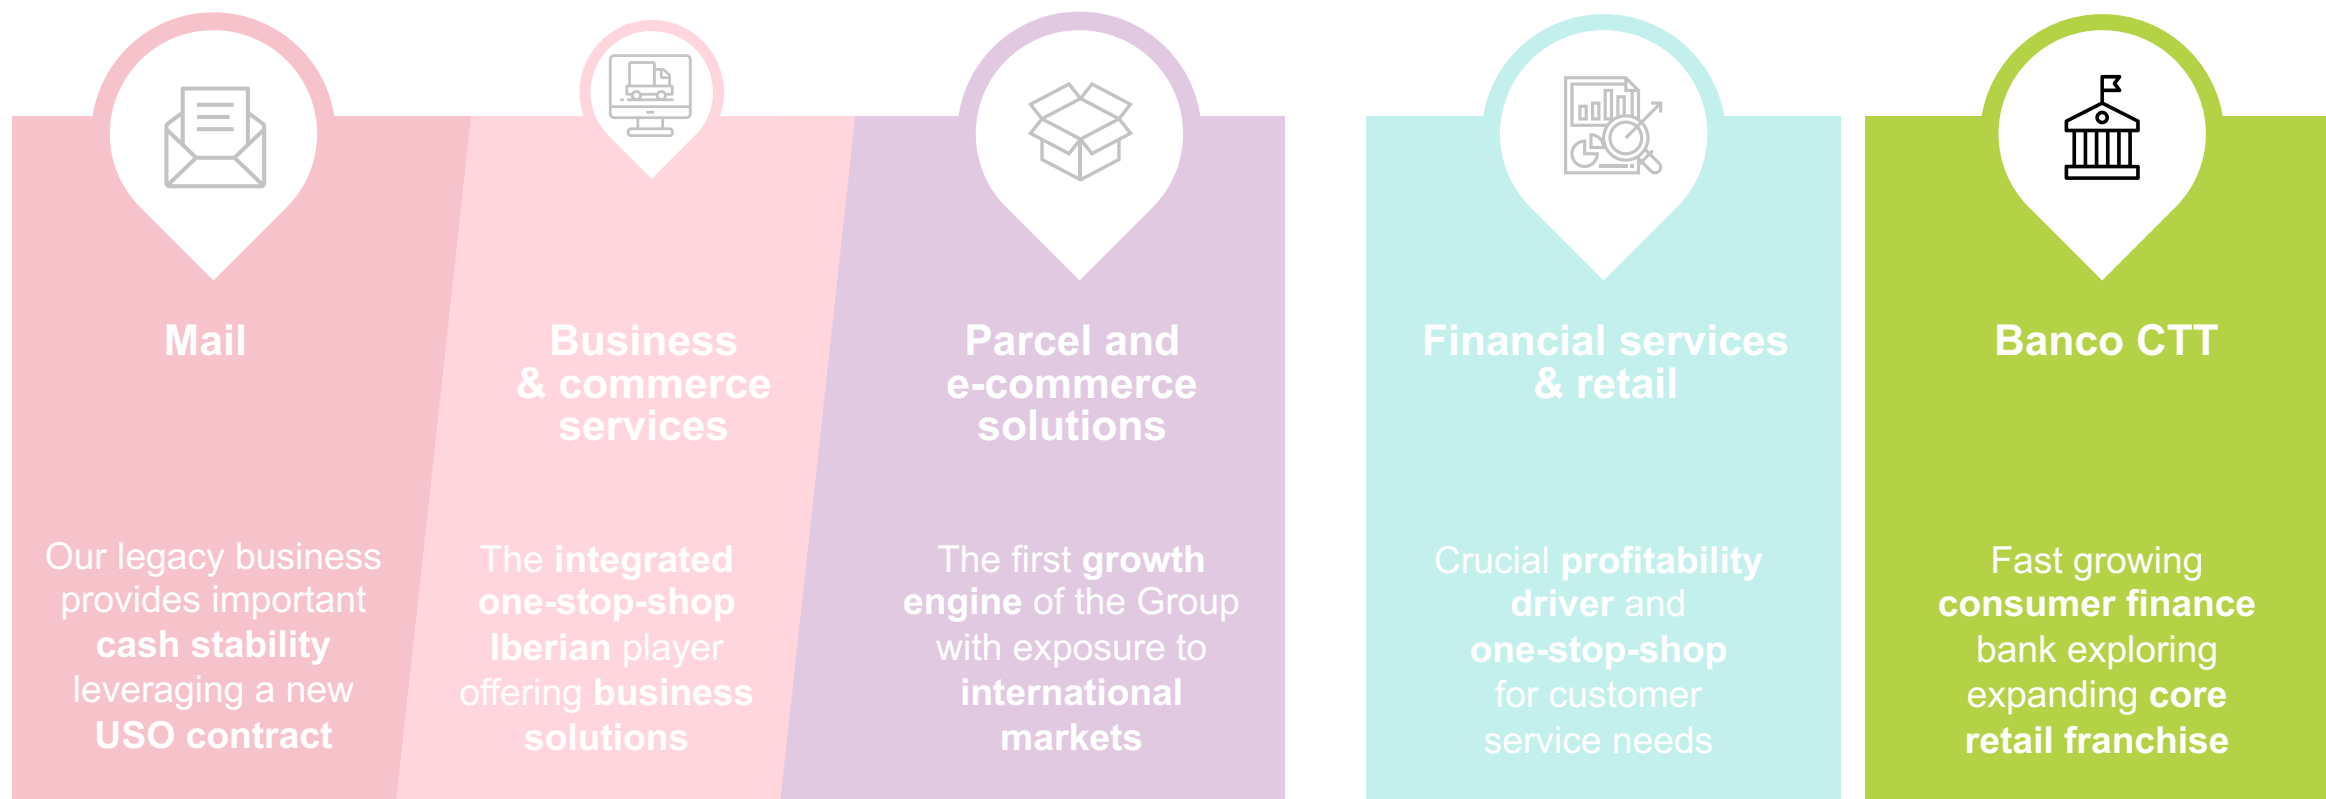 Mail
Business
& commerce
services
Parcel and
e-commerce
solutions
Financial services
& retail
Banco CTT
Our legacy business
provides important
cash stability
leveraging a new
USO contract
The integrated
one-stop-shop
Iberian player
offering business
solutions
The first growth
engine of the Group
with exposure to
international
markets
Crucial profitability
driver and
one-stop-shop
for customer
service needs
Fast growing
consumer finance
bank exploring
expanding core
retail franchise